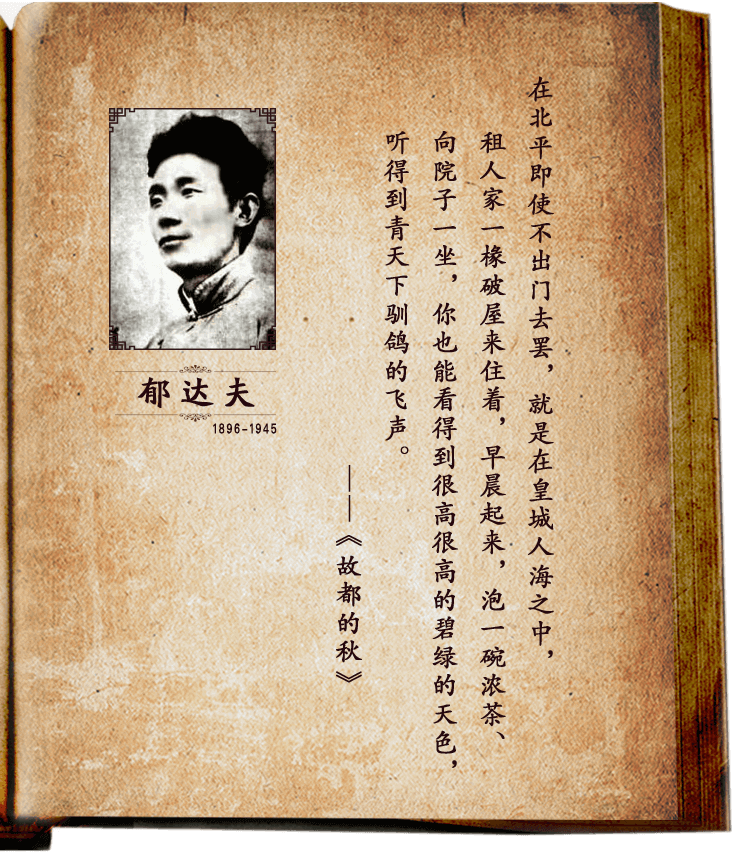 在北平即使不出门去罢，就是在皇城人海之中，
租人家一椽破屋来住着，早晨起来，泡一碗浓茶、
向院子一坐，你也能看得到很高很高的碧绿的天色，
听得到青天下驯鸽的飞声。
——《故都的秋》
郁达夫
1896-1945